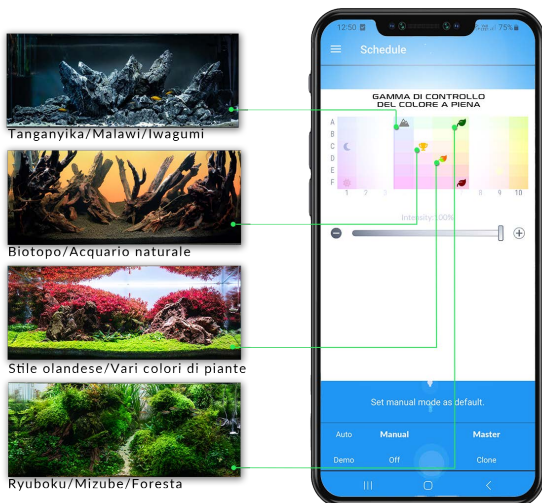 12:50
75%
Schedule
GAMMA DI CONTROLLO
DEL COLORE A PIENA
A
B
C
D
E
F
1 2 3 8 9 10
Intensity: 100%
Set manual mode as default.
Auto Manual Master
Demo Off Clone
Tanganyika/Malawi/Iwagumi
Biotopo/Acquario naturale
Stile olandese/Vari colori di piante
Ryuboku/Mizube/Foresta